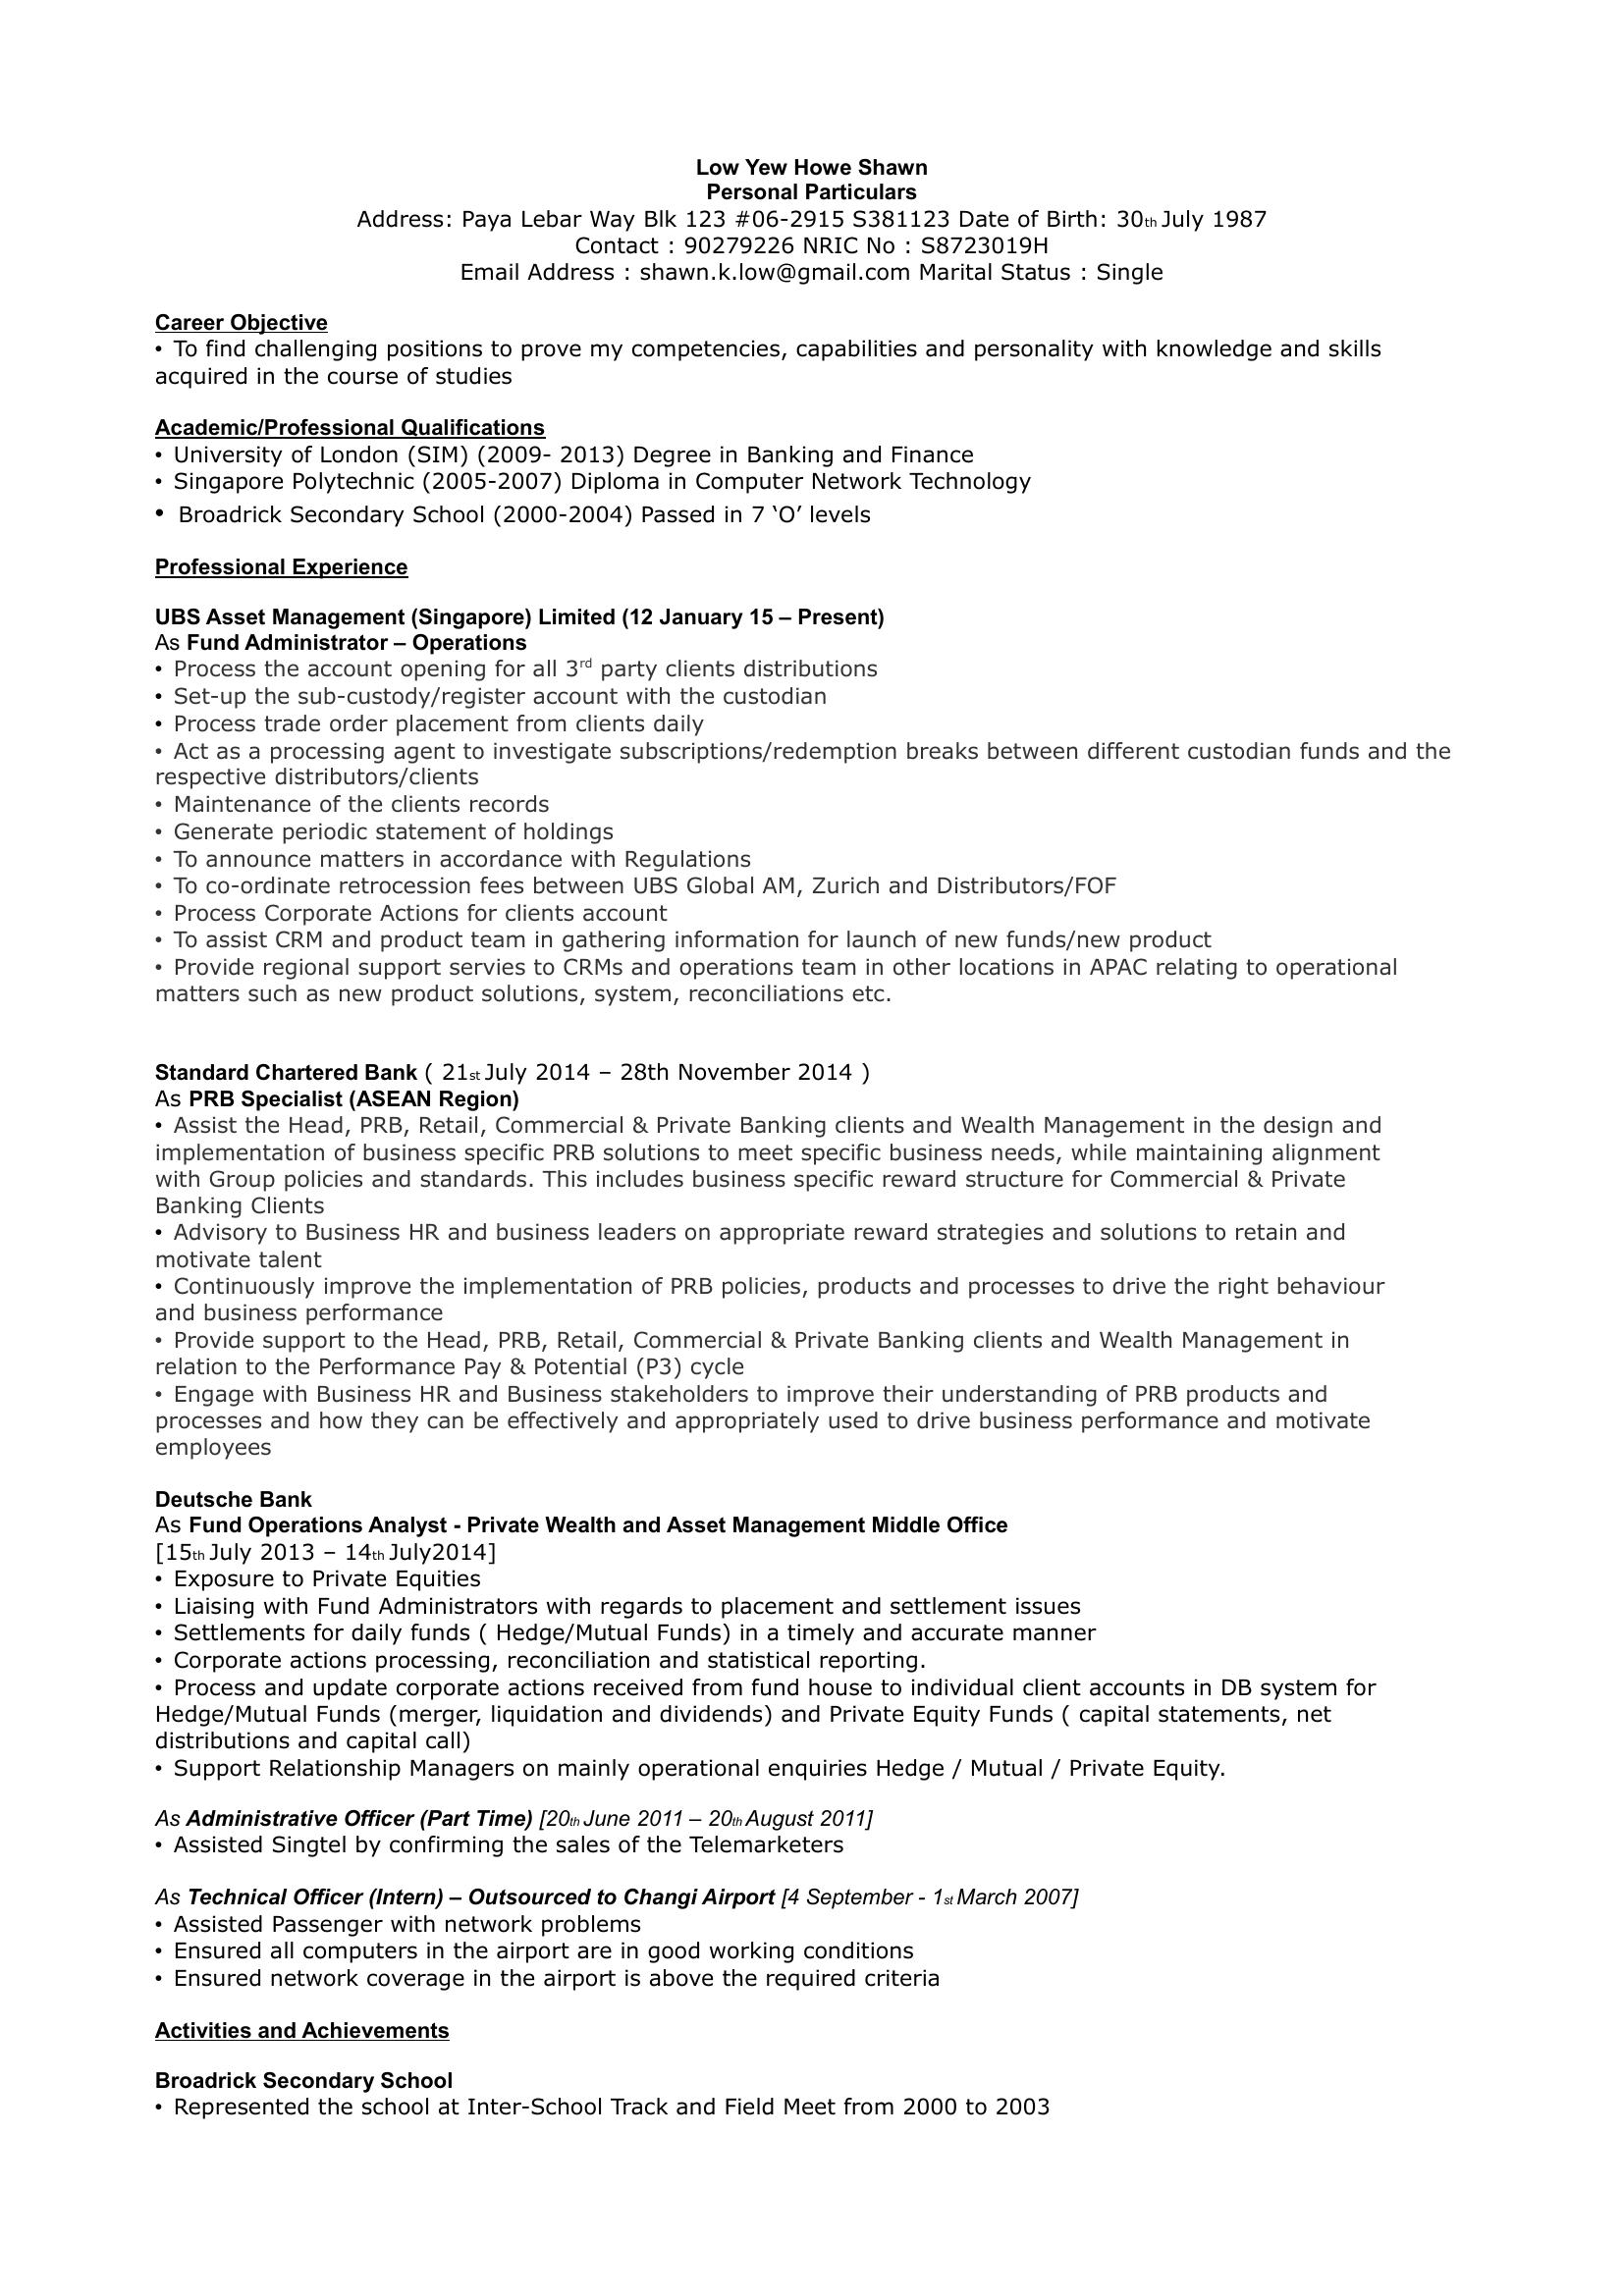 Low Yew Howe Shawn
Personal Particulars
Address: Paya Lebar Way Blk 123 #06-2915 S381123 Date of Birth: 30th July 1987
Contact : 90279226 NRIC No : S8723019H
Email Address : shawn.k.low@gmail.com Marital Status : Single
Career Objective
• To find challenging positions to prove my competencies, capabilities and personality with knowledge and skills
acquired in the course of studies
Academic/Professional Qualifications
• University of London (SIM) (2009- 2013) Degree in Banking and Finance
• Singapore Polytechnic (2005-2007) Diploma in Computer Network Technology
• Broadrick Secondary School (2000-2004) Passed in 7 ‘O’ levels
Professional Experience
UBS Asset Management (Singapore) Limited (12 January 15 – Present)
As Fund Administrator – Operations
• Process the account opening for all 3rd party clients distributions
• Set-up the sub-custody/register account with the custodian
• Process trade order placement from clients daily
• Act as a processing agent to investigate subscriptions/redemption breaks between different custodian funds and the
respective distributors/clients
• Maintenance of the clients records
• Generate periodic statement of holdings
• To announce matters in accordance with Regulations
• To co-ordinate retrocession fees between UBS Global AM, Zurich and Distributors/FOF
• Process Corporate Actions for clients account
• To assist CRM and product team in gathering information for launch of new funds/new product
• Provide regional support servies to CRMs and operations team in other locations in APAC relating to operational
matters such as new product solutions, system, reconciliations etc.
Standard Chartered Bank ( 21st July 2014 – 28th November 2014 )
As PRB Specialist (ASEAN Region)
• Assist the Head, PRB, Retail, Commercial & Private Banking clients and Wealth Management in the design and
implementation of business specific PRB solutions to meet specific business needs, while maintaining alignment
with Group policies and standards. This includes business specific reward structure for Commercial & Private
Banking Clients
• Advisory to Business HR and business leaders on appropriate reward strategies and solutions to retain and
motivate talent
• Continuously improve the implementation of PRB policies, products and processes to drive the right behaviour
and business performance
• Provide support to the Head, PRB, Retail, Commercial & Private Banking clients and Wealth Management in
relation to the Performance Pay & Potential (P3) cycle
• Engage with Business HR and Business stakeholders to improve their understanding of PRB products and
processes and how they can be effectively and appropriately used to drive business performance and motivate
employees
Deutsche Bank
As Fund Operations Analyst - Private Wealth and Asset Management Middle Office
[15th July 2013 – 14th July2014]
• Exposure to Private Equities
• Liaising with Fund Administrators with regards to placement and settlement issues
• Settlements for daily funds ( Hedge/Mutual Funds) in a timely and accurate manner
• Corporate actions processing, reconciliation and statistical reporting.
• Process and update corporate actions received from fund house to individual client accounts in DB system for
Hedge/Mutual Funds (merger, liquidation and dividends) and Private Equity Funds ( capital statements, net
distributions and capital call)
• Support Relationship Managers on mainly operational enquiries Hedge / Mutual / Private Equity.
As Administrative Officer (Part Time) [20th June 2011 – 20th August 2011]
• Assisted Singtel by confirming the sales of the Telemarketers
As Technical Officer (Intern) – Outsourced to Changi Airport [4 September - 1st March 2007]
• Assisted Passenger with network problems
• Ensured all computers in the airport are in good working conditions
• Ensured network coverage in the airport is above the required criteria
Activities and Achievements
Broadrick Secondary School
• Represented the school at Inter-School Track and Field Meet from 2000 to 2003